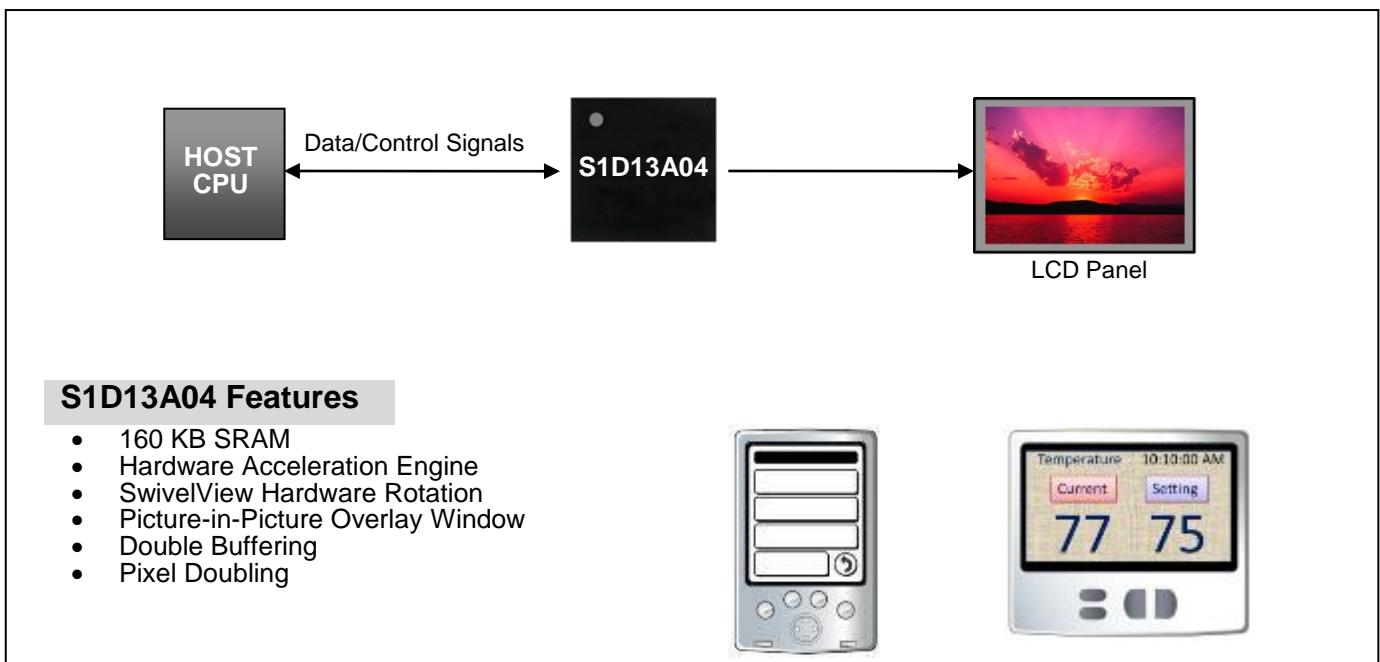 HOST
CPU
Data/Control Signals
S1D13A04
LCD Panel
S1D13A04 Features
• 160 KB SRAM
• Hardware Acceleration Engine
• SwivelView Hardware Rotation
• Picture-in-Picture Overlay Window
• Double Buffering
• Pixel Doubling
Temperature 10:10:00 AM
Current Setting
77 75